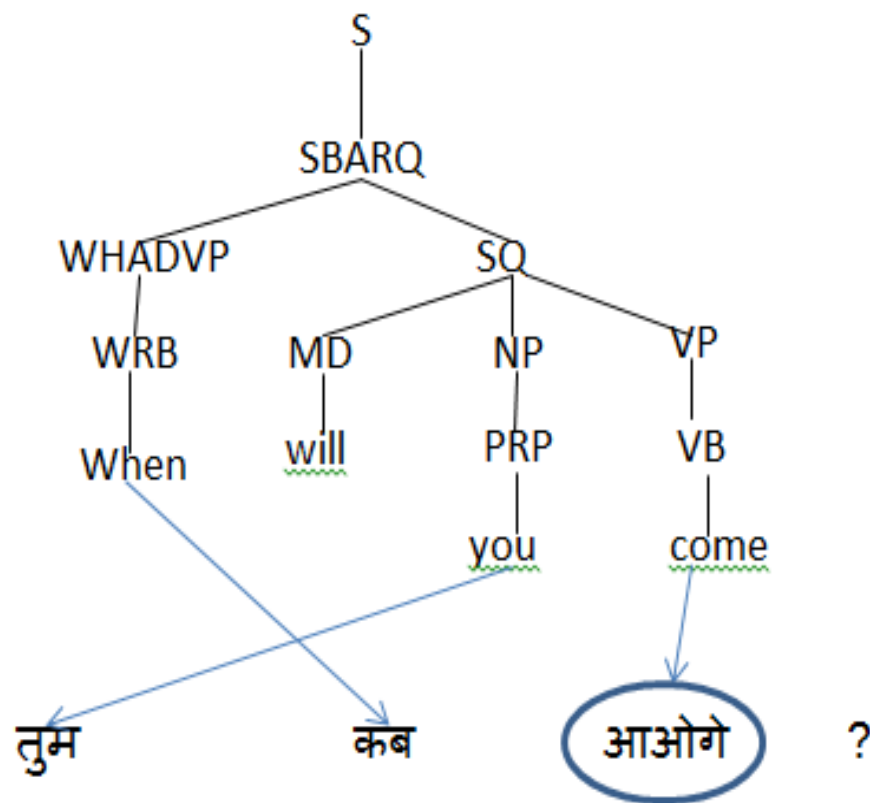 S
SBARQ
WHADVP SQ
WRB MD NP VP
When will PRP VB
you come
तुम कब आओगे ?